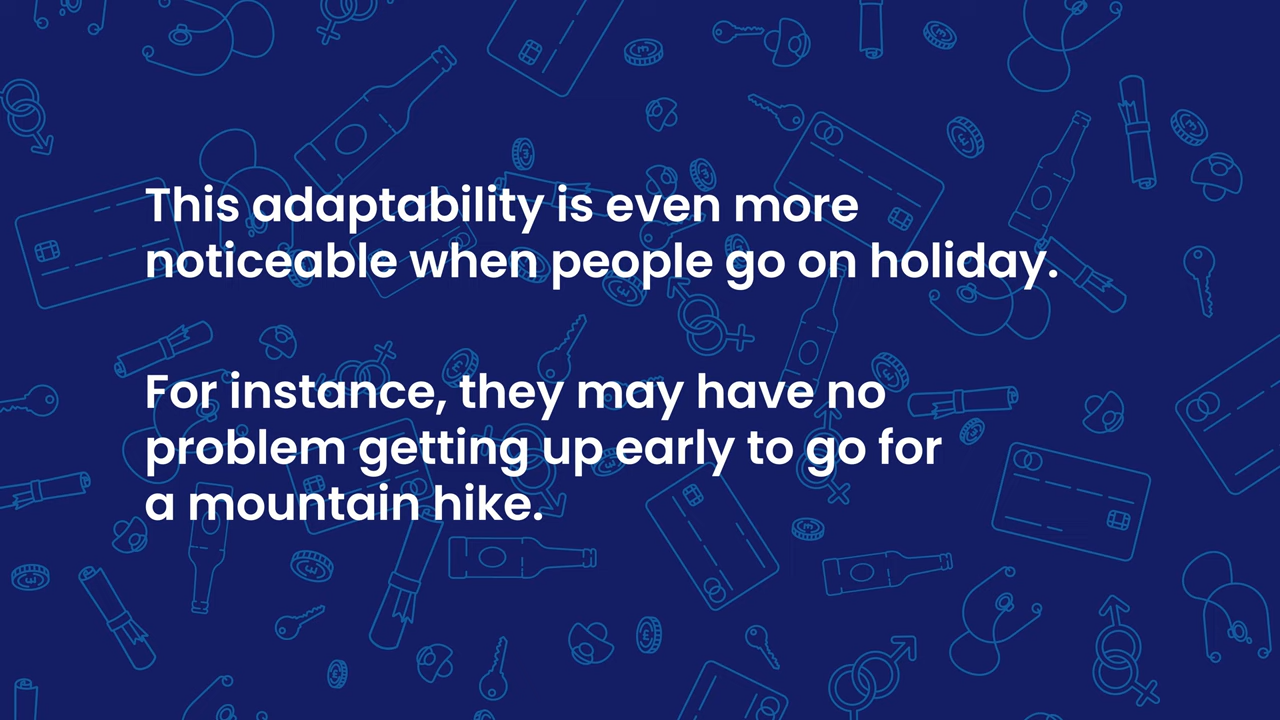 This adaptability is even more
noticeable when people go on holiday.
For instance, they may have no
problem getting up early to go for
a mountain hike.